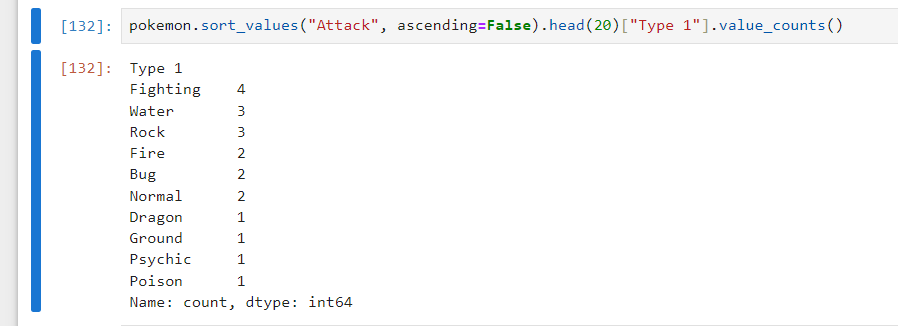 [132]: pokemon.sort_values("Attack", ascending=False).head(20)["Type 1"].value_counts()
[132]: Type 1
Fighting 4
Water 3
Rock 3
Fire 2
Bug 2
Normal 2
Dragon 1
Ground 1
Psychic 1
Poison 1
Name: count, dtype: int64